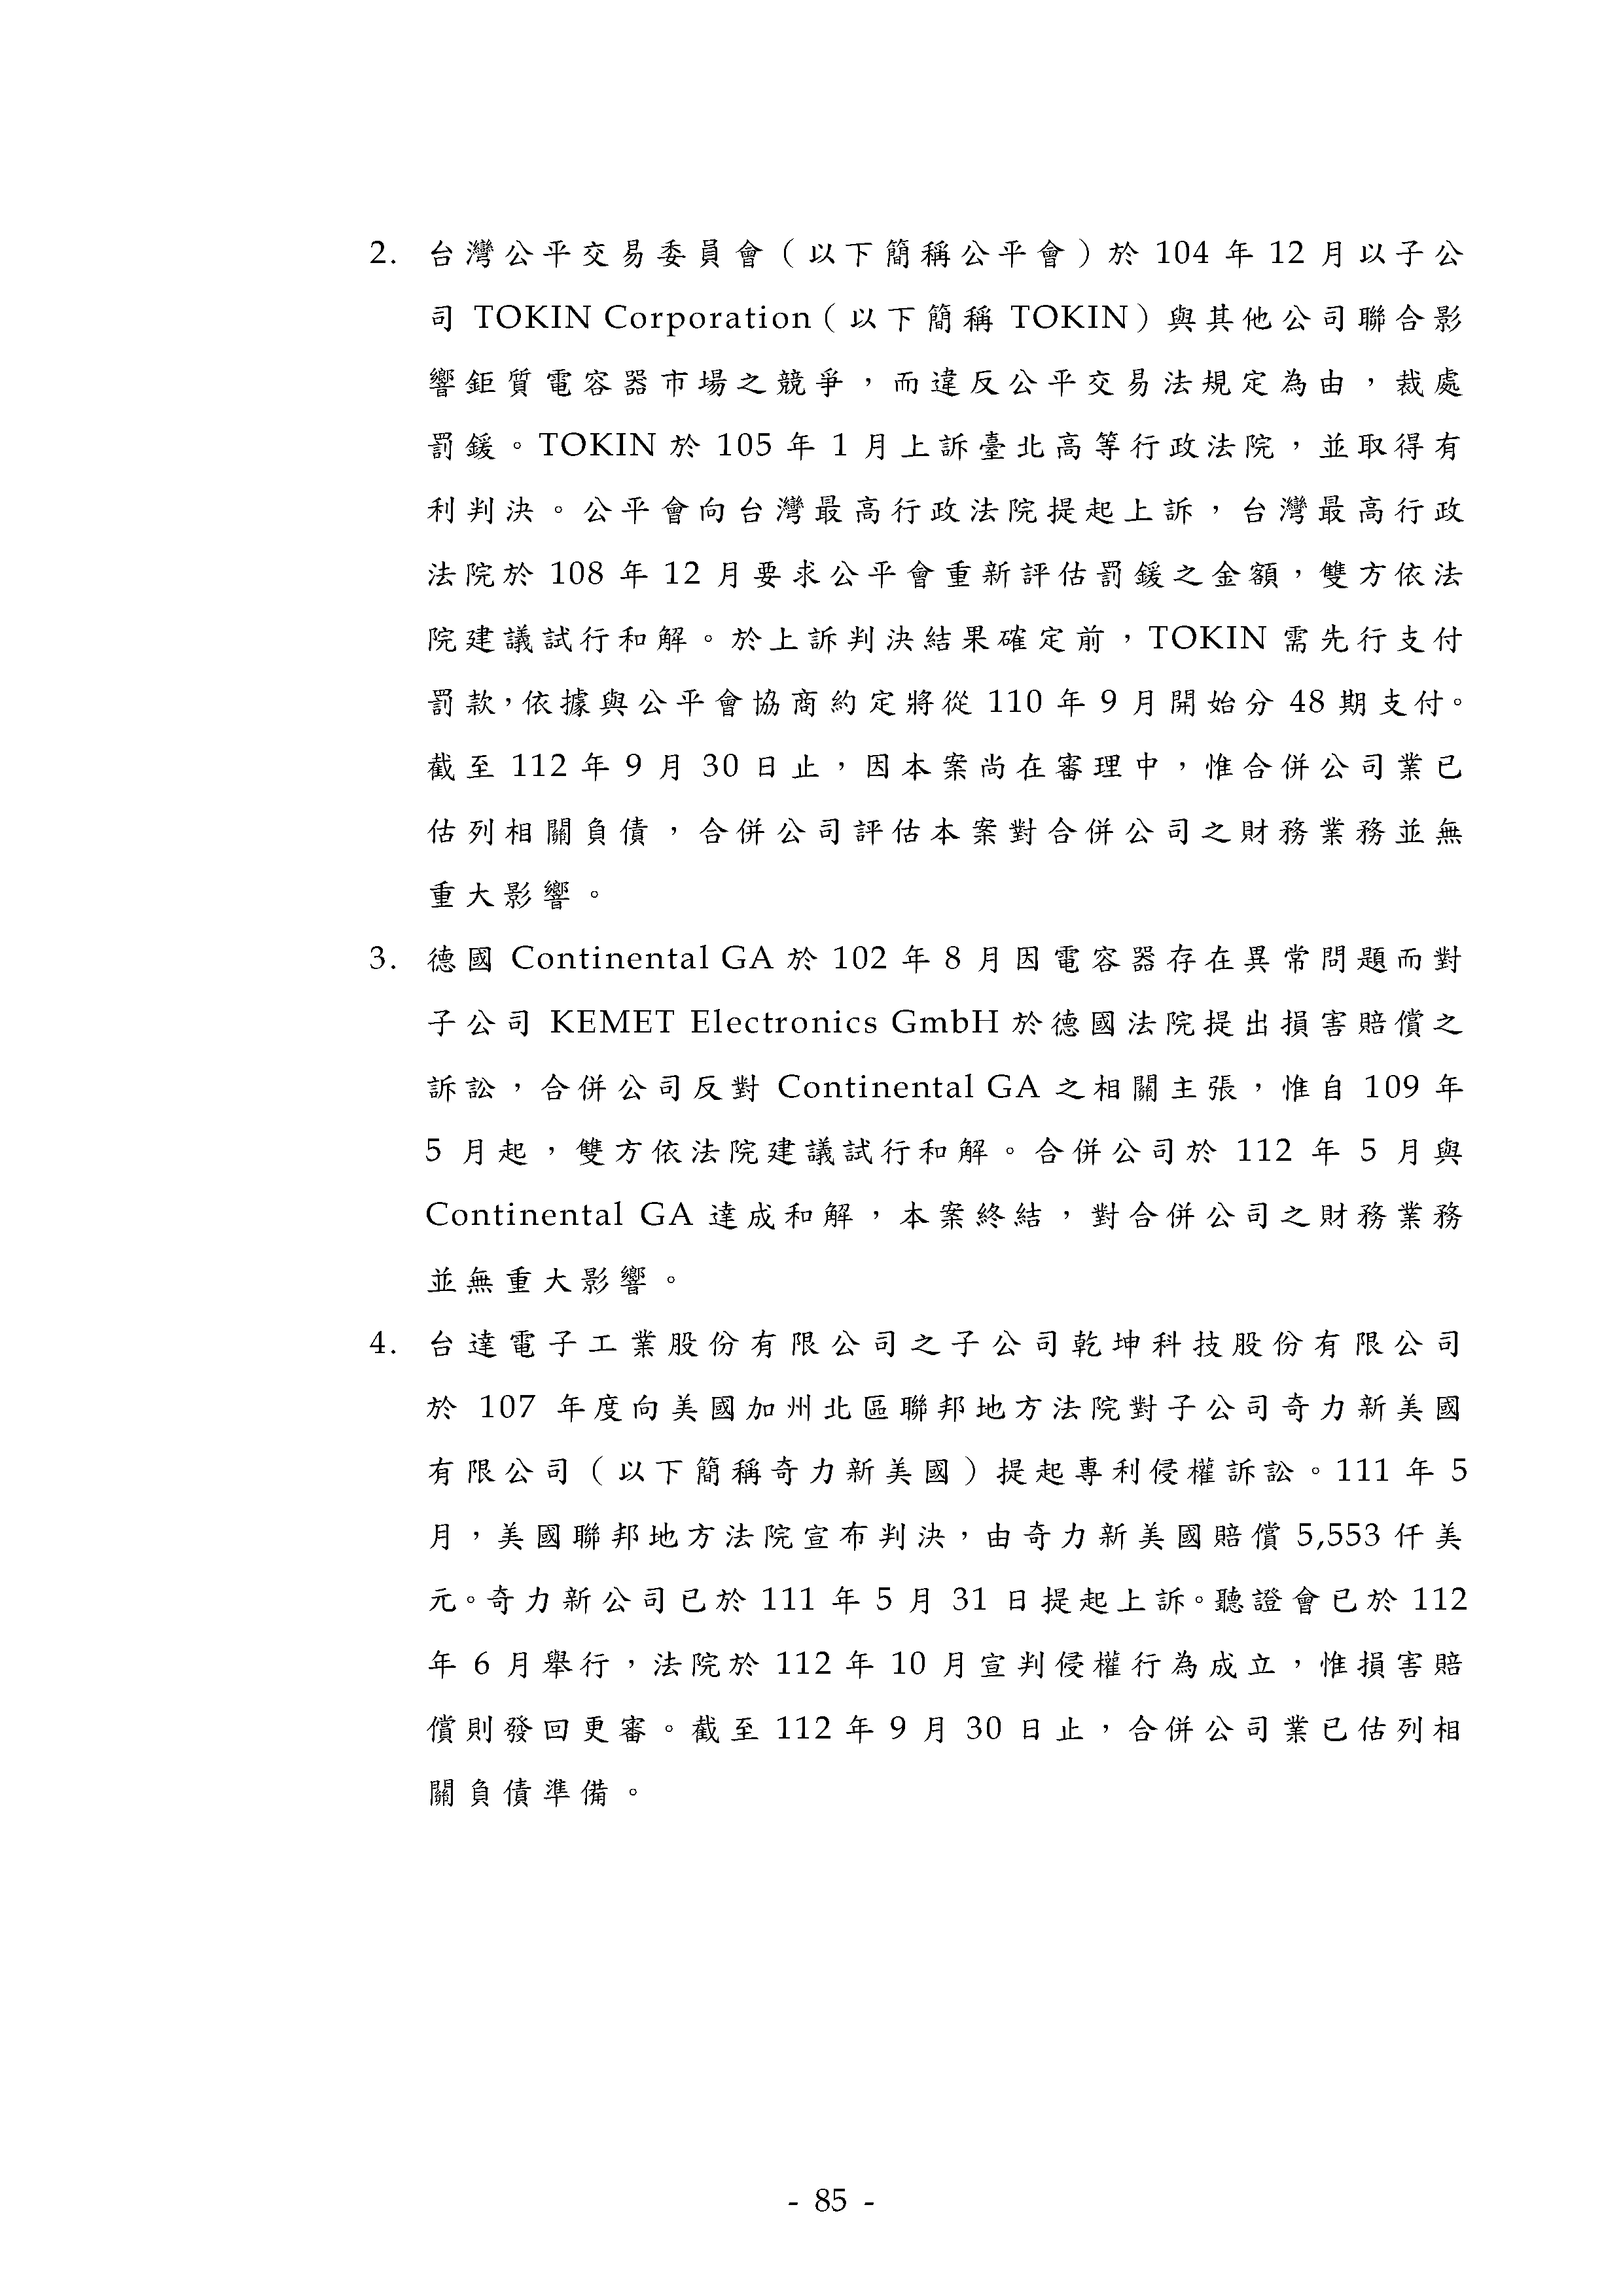 2. 台灣公平交易委員會（以下簡稱公平會）於 104 年 12 月以子公
司 TOKIN Corporation（以下簡稱 TOKIN）與其他公司聯合影
響鉅質電容器市場之競爭，而違反公平交易法規定為由，裁處
罰鍰。TOKIN 於 105 年 1 月上訴臺北高等行政法院，並取得有
利判決。公平會向台灣最高行政法院提起上訴，台灣最高行政
法院於 108 年 12 月要求公平會重新評估罰鍰之金額，雙方依法
院建議試行和解。於上訴判決結果確定前，TOKIN 需先行支付
罰款，依據與公平會協商約定將從 110 年 9 月開始分 48 期支付。
截至 112 年 9 月 30 日止，因本案尚在審理中，惟合併公司業已
估列相關負債，合併公司評估本案對合併公司之財務業務並無
重大影響。
3. 德國 Continental GA 於 102 年 8 月因電容器存在異常問題而對
子公司 KEMET Electronics GmbH 於德國法院提出損害賠償之
訴訟，合併公司反對 Continental GA 之相關主張，惟自 109 年
5 月起，雙方依法院建議試行和解。合併公司於 112 年 5 月與
Continental GA 達成和解，本案終結，對合併公司之財務業務
並無重大影響。
4. 台達電子工業股份有限公司之子公司乾坤科技股份有限公司
於 107 年度向美國加州北區聯邦地方法院對子公司奇力新美國
有限公司（以下簡稱奇力新美國）提起專利侵權訴訟。111 年 5
月，美國聯邦地方法院宣布判決，由奇力新美國賠償 5,553 仟美
元。奇力新公司已於 111 年 5 月 31 日提起上訴。聽證會已於 112
年 6 月舉行，法院於 112 年 10 月宣判侵權行為成立，惟損害賠
償則發回更審。截至 112 年 9 月 30 日止，合併公司業已估列相
關負債準備。
- 85 -